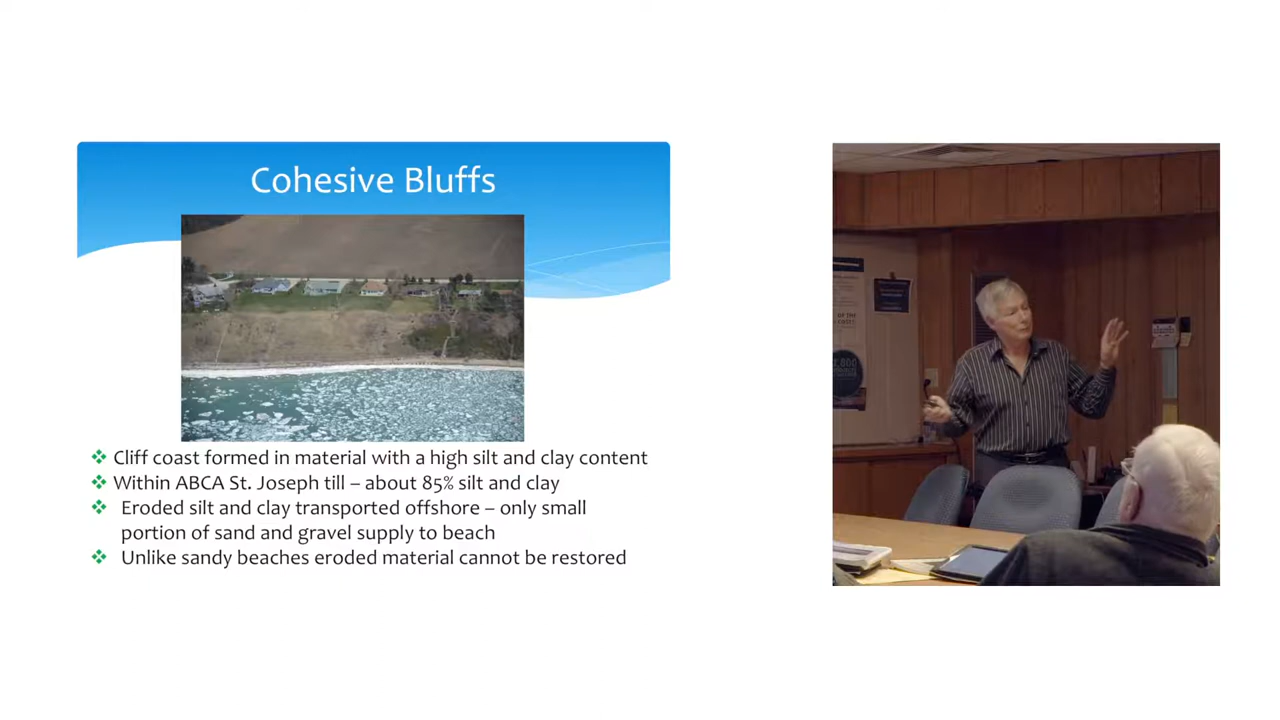 Cohesive Bluffs
Cliff coast formed in material with a high silt and clay content
Within ABCA St. Joseph till – about 85% silt and clay
Eroded silt and clay transported offshore – only small
portion of sand and gravel supply to beach
Unlike sandy beaches eroded material cannot be restored